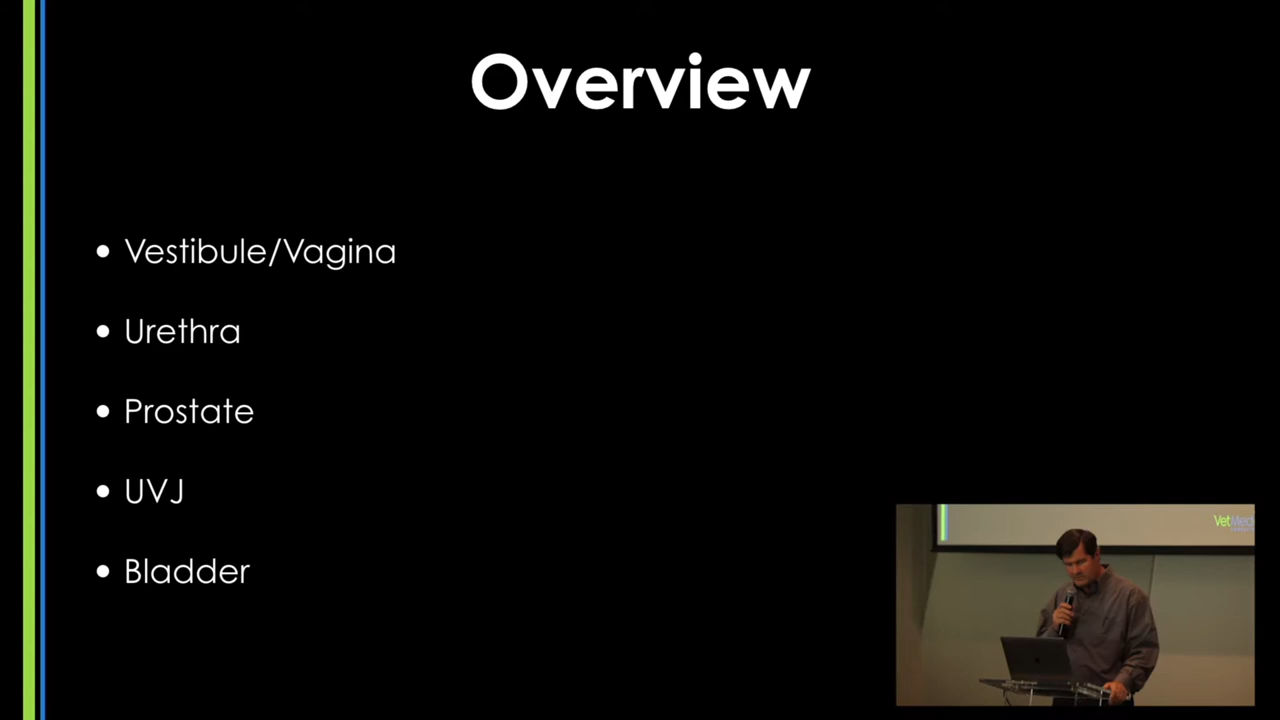 Overview
• Vestibule/Vagina
• Urethra
• Prostate
• UVJ
• Bladder